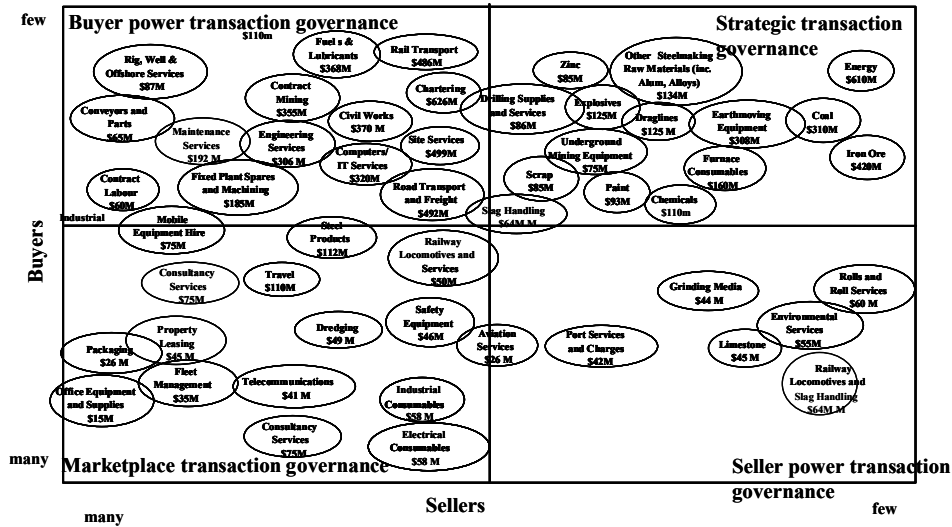 few
Buyer power transaction governance
$110m
Strategic transaction
governance
Fuel s &
Lubricants
$368M
Rail Transport
$486M
Rig, Well &
Offshore Services
$87M
Zinc
$85M
Other Steelmaking
Raw Materials (inc.
Alum, Alloys)
$134M
Energy
$610M
Contract
Mining
$355M
Chartering
$626M
Drilling Supplies
and Services
$86M
Explosives
$125M
Draglines
$125 M
Earthmoving
Equipment
$308M
Coal
$310M
Conveyors and
Parts
$65M
Maintenance
Services
$192 M
Engineering
Services
$306 M
Civil Works
$370 M
Site Services
$499M
Computers/
IT Services
$320M
Underground
Mining Equipment
$75M
Furnace
Consumables
$160M
Iron Ore
$420M
Contract
Labour
$60M
Fixed Plant Spares
and Machining
$185M
Road Transport
and Freight
$492M
Scrap
$85M
Paint
$93M
Chemicals
$110m
Slag Handling
$64M M
Industrial
Mobile
Equipment Hire
$75M
Steel
Products
$112M
Railway
Locomotives and
Services
$50M
Buyers
Consultancy
Services
$75M
Travel
$110M
Grinding Media
$44 M
Rolls and
Roll Services
$60 M
Property
Leasing
$45 M
Dredging
$49 M
Safety
Equipment
$46M
Aviation
Services
$26 M
Port Services
and Charges
$42M
Environmental
Services
$55M
Limestone
$45 M
Packaging
$26 M
Fleet
Management
$35M
Telecommunications
$41 M
Industrial
Consumables
$58 M
Railway
Locomotives and
Slag Handling
$64M M
Office Equipment
and Supplies
$15M
Consultancy
Services
$75M
Electrical
Consumables
$58 M
many
Marketplace transaction governance
Seller power transaction
governance
Sellers
many
few